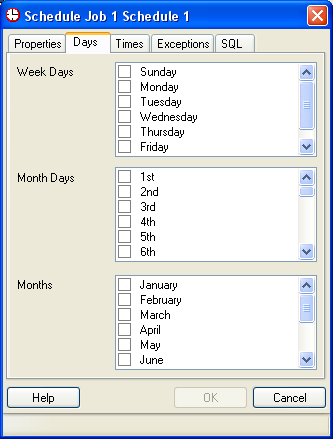 Schedule Job 1 Schedule 1
Properties Days Times Exceptions SQL
Week Days
Sunday
Monday
Tuesday
Wednesday
Thursday
Friday
Month Days
1st
2nd
3rd
4th
5th
6th
Months
January
February
March
April
May
June
Help OK Cancel